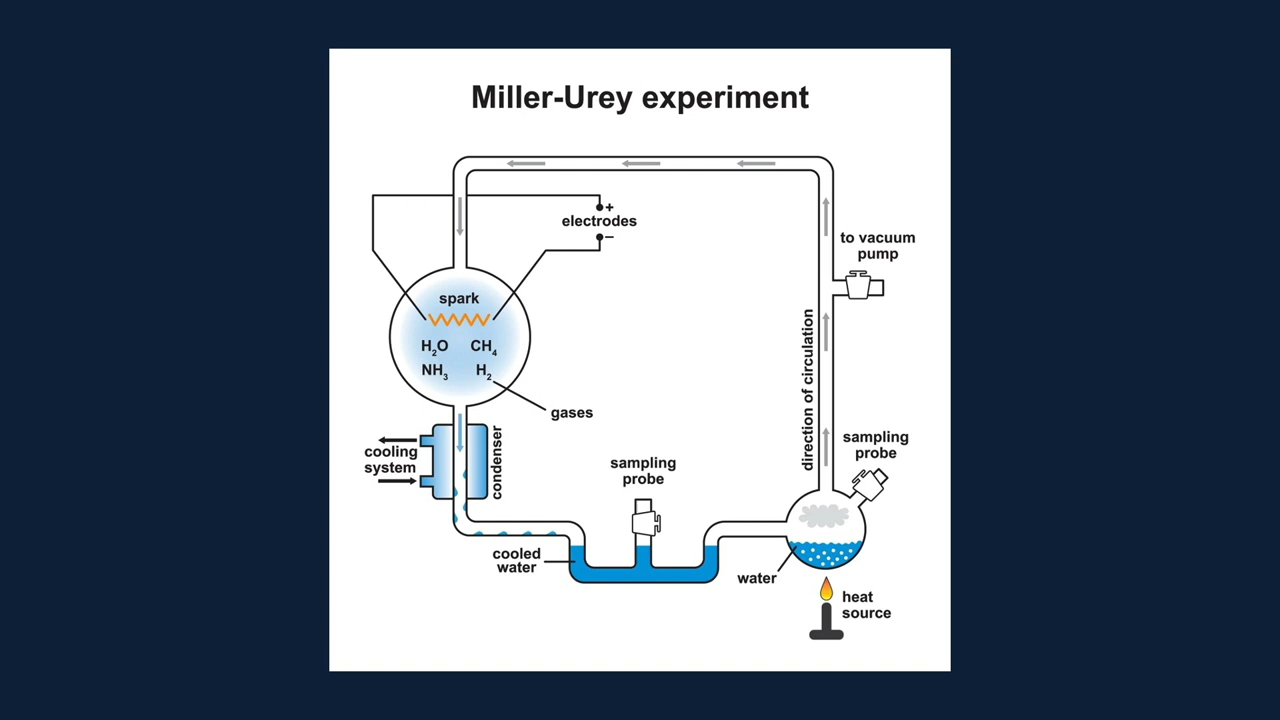 Miller-Urey experiment
+
electrodes
–
to vacuum
pump
spark
H₂O CH₄
NH₃ H₂
gases
direction of circulation
cooling
system
condenser
sampling
probe
sampling
probe
cooled
water
water
heat
source